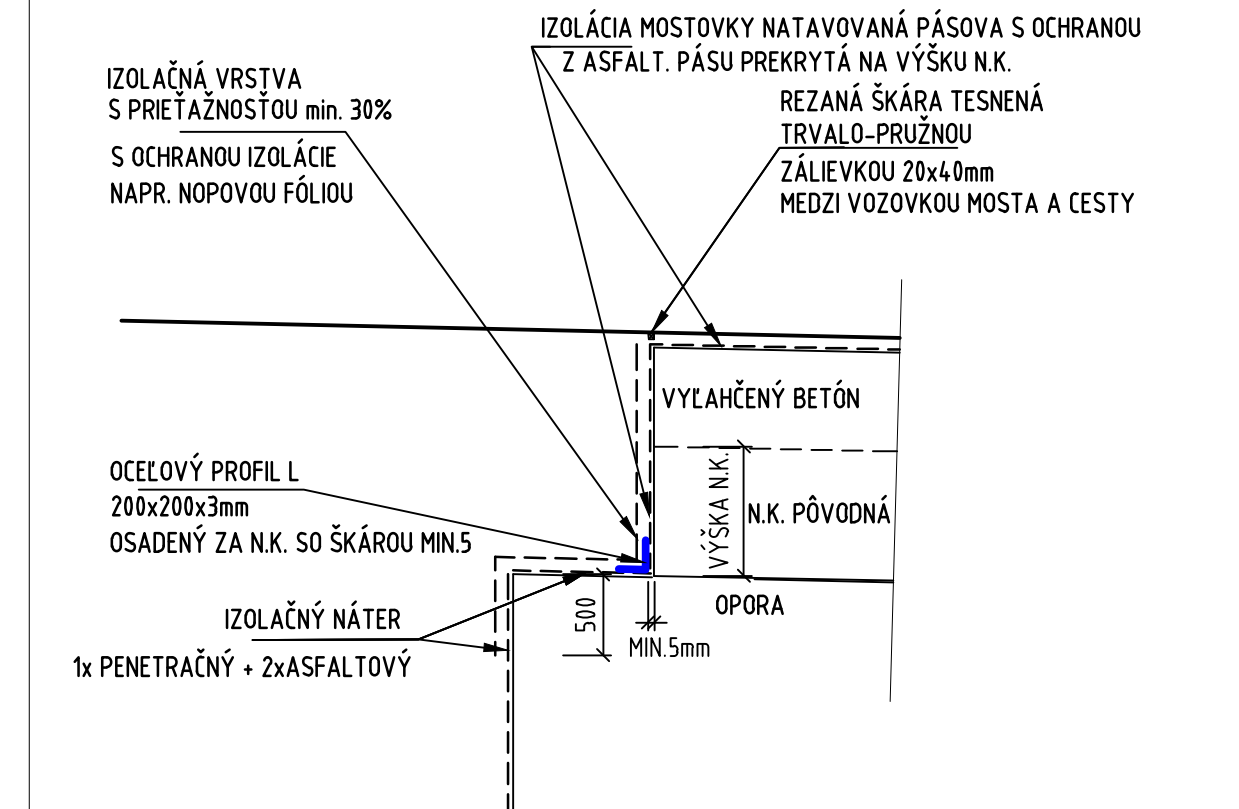 IZOLÁCIA MOSTOVKY NATAVOVANÁ PÁSOVA S OCHRANOU
Z ASFALT. PÁSU PREKRYTÁ NA VÝŠKU N.K.
IZOLAČNÁ VRSTVA
S PRIEŤAŽNOSŤOU min. 30%
S OCHRANOU IZOLÁCIE
NAPR. NOPOVOU FÓLIOU
REZANÁ ŠKÁRA TESNENÁ
TRVALO-PRUŽNOU
ZÁLIEVKOU 20x40mm
MEDZI VOZOVKOU MOSTA A CESTY
VYĽAHČENÝ BETÓN
VÝŠKA N.K.
N.K. PÔVODNÁ
OCEĽOVÝ PROFIL L
200x200x3mm
OSADENÝ ZA N.K. SO ŠKÁROU MIN.5
OPORA
500
MIN.5mm
IZOLAČNÝ NÁTER
1x PENETRAČNÝ + 2xASFALTOVÝ